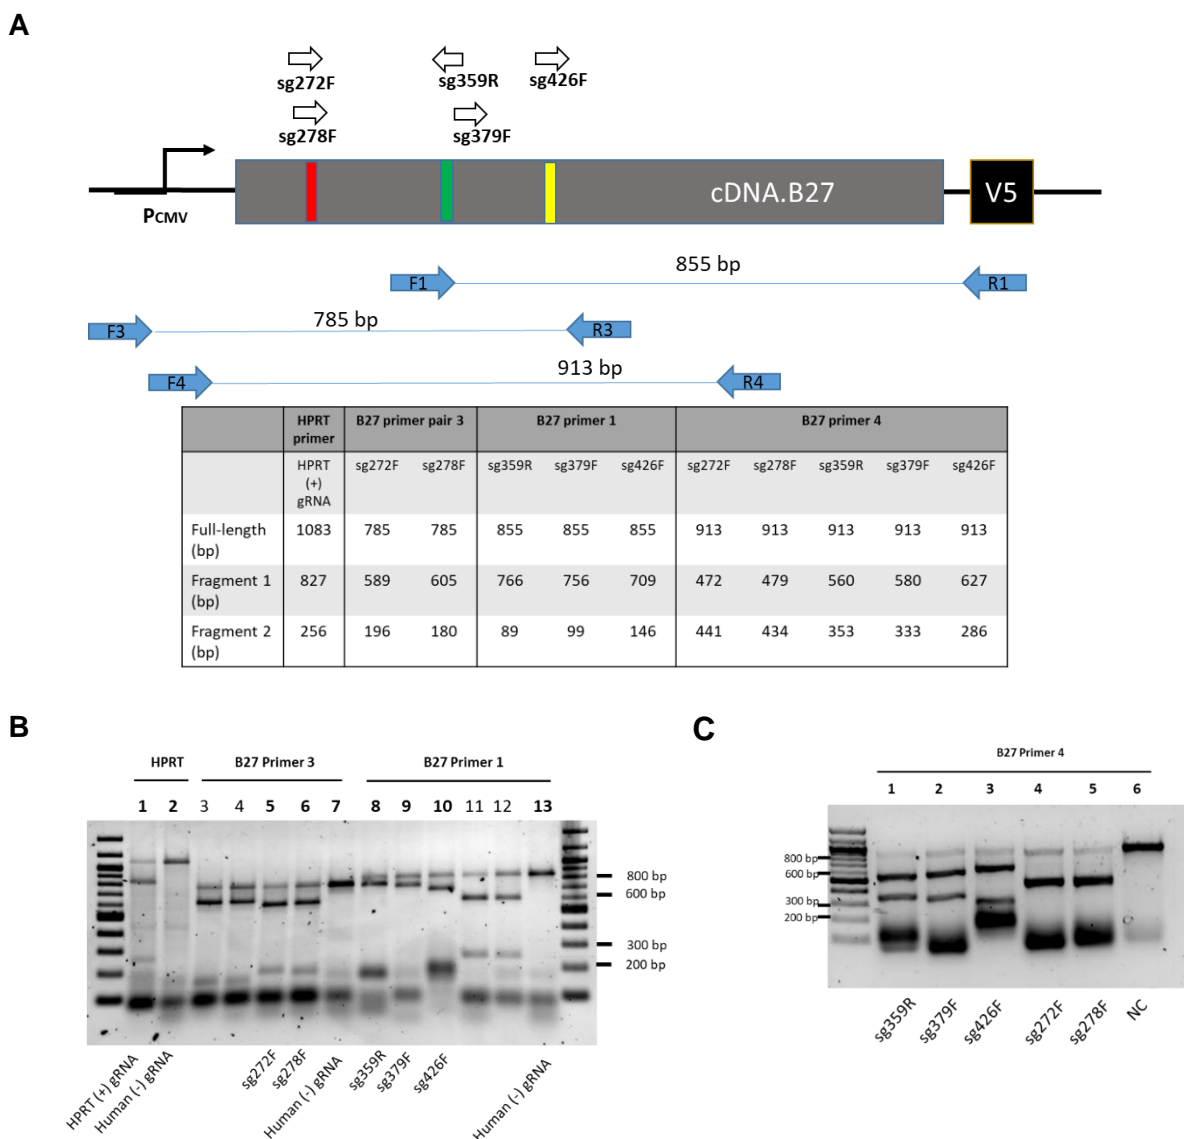 A
sg272F
sg359R
sg426F
sg278F
sg379F
PCMV
cDNA.B27
V5
855 bp
F1
R1
785 bp
F3
R3
913 bp
F4
R4
HPRT primer B27 primer pair 3 B27 primer 1 B27 primer 4
HPRT (+) gRNA sg272F sg278F sg359R sg379F sg426F sg272F sg278F sg359R sg379F sg426F
Full-length (bp) 1083 785 785 855 855 855 913 913 913 913 913
Fragment 1 (bp) 827 589 605 766 756 709 472 479 560 580 627
Fragment 2 (bp) 256 196 180 89 99 146 441 434 353 333 286
B
HPRT B27 Primer 3 B27 Primer 1
1 2 3 4 5 6 7 8 9 10 11 12 13
800 bp
600 bp
300 bp
200 bp
HPRT (+) gRNA
Human (-) gRNA
sg272F
sg278F
Human (-) gRNA
sg359R
sg379F
sg426F
Human (-) gRNA
C
B27 Primer 4
1 2 3 4 5 6
800 bp
600 bp
300 bp
200 bp
sg359R
sg379F
sg426F
sg272F
sg278F
NC